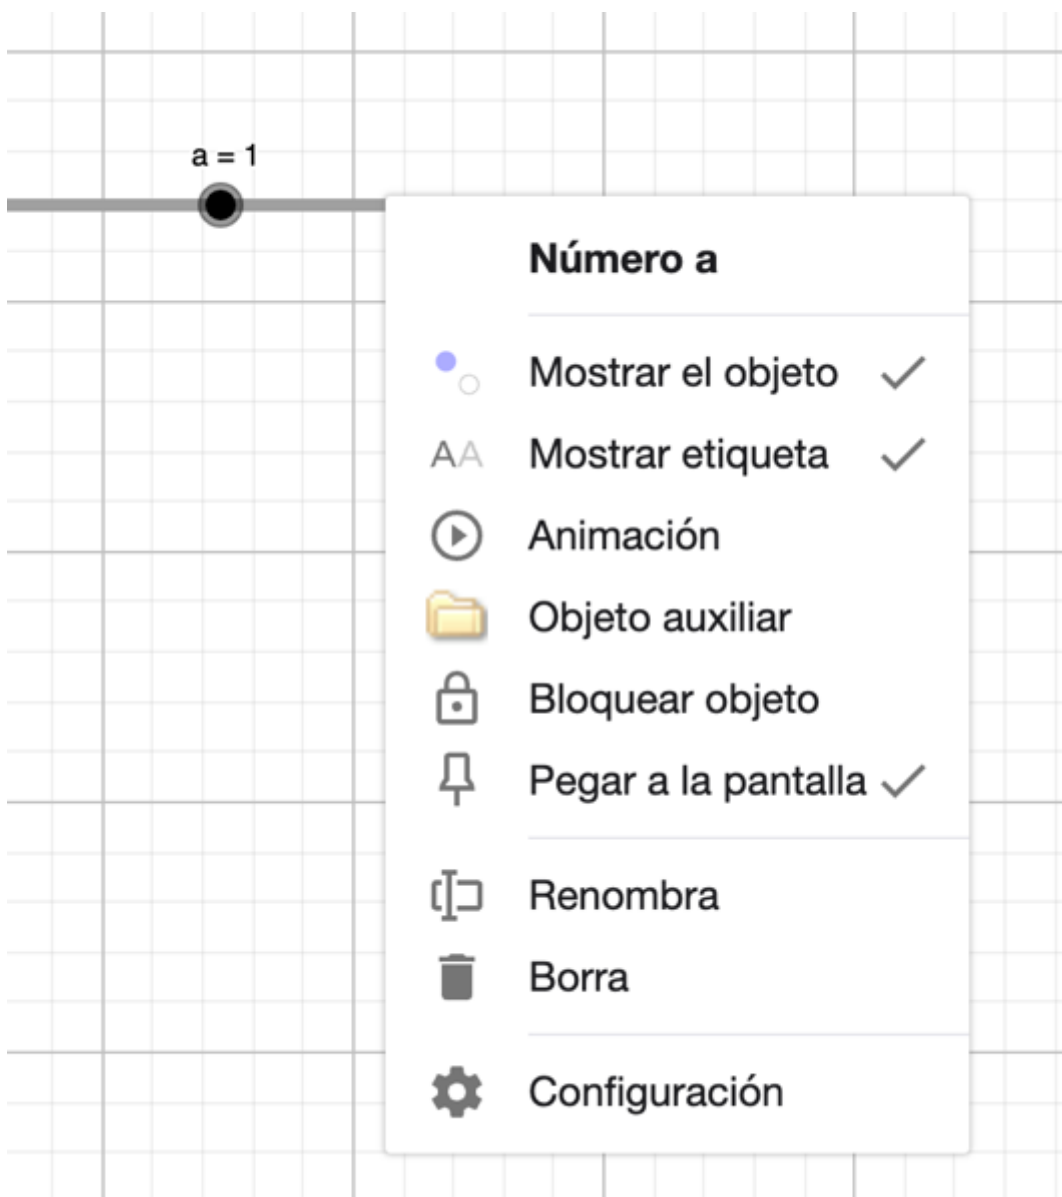 a = 1
Número a
Mostrar el objeto
AA Mostrar etiqueta
Animación
Objeto auxiliar
Bloquear objeto
Pegar a la pantalla
Renombra
Borra
Configuración